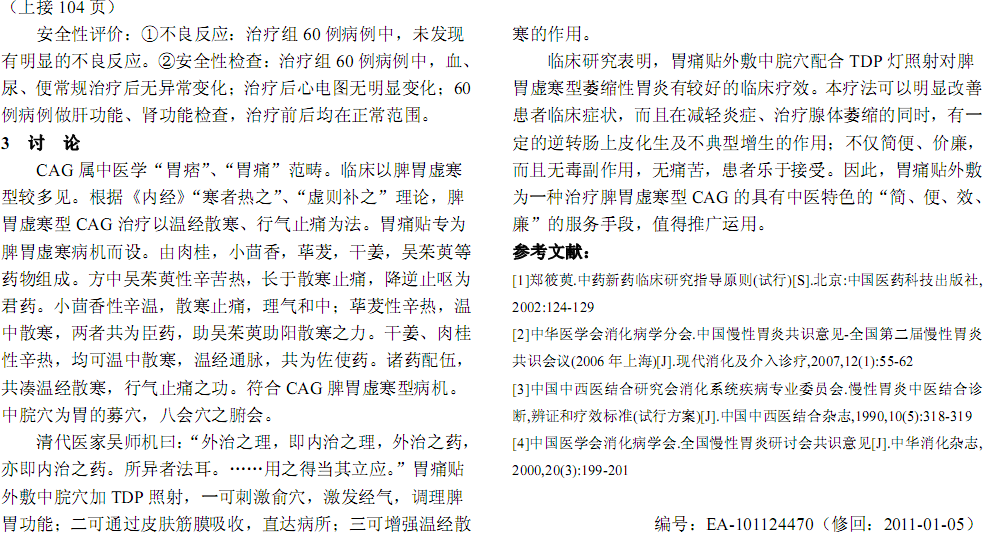 （上接 104 页）
安全性评价：①不良反应：治疗组 60 例病例中，未发现
有明显的不良反应。②安全性检查：治疗组 60 例病例中，血、
尿、便常规治疗后无异常变化；治疗后心电图无明显变化；60
例病例做肝功能、肾功能检查，治疗前后均在正常范围。
3 讨 论
CAG 属中医学“胃痞”、“胃痛”范畴。临床以脾胃虚寒
型较多见。根据《内经》“寒者热之”、“虚则补之”理论，脾
胃虚寒型 CAG 治疗以温经散寒、行气止痛为法。胃痛贴专为
脾胃虚寒病机而设。由肉桂，小茴香，荜茇，干姜，吴茱萸等
药物组成。方中吴茱萸性辛苦热，长于散寒止痛，降逆止呕为
君药。小茴香性辛温，散寒止痛，理气和中；荜茇性辛热，温
中散寒，两者共为臣药，助吴茱萸助阳散寒之力。干姜、肉桂
性辛热，均可温中散寒，温经通脉，共为佐使药。诸药配伍，
共凑温经散寒，行气止痛之功。符合 CAG 脾胃虚寒型病机。
中脘穴为胃的募穴，八会穴之腑会。
清代医家吴师机曰：“外治之理，即内治之理，外治之药，
亦即内治之药。所异者法耳。……用之得当其立应。”胃痛贴
外敷中脘穴加 TDP 照射，一可刺激俞穴，激发经气，调理脾
胃功能；二可通过皮肤筋膜吸收，直达病所；三可增强温经散
寒的作用。
临床研究表明，胃痛贴外敷中脘穴配合 TDP 灯照射对脾
胃虚寒型萎缩性胃炎有较好的临床疗效。本疗法可以明显改善
患者临床症状，而且在减轻炎症、治疗腺体萎缩的同时，有一
定的逆转肠上皮化生及不典型增生的作用；不仅简便、价廉，
而且无毒副作用，无痛苦，患者乐于接受。因此，胃痛贴外敷
为一种治疗脾胃虚寒型 CAG 的具有中医特色的“简、便、效、
廉”的服务手段，值得推广运用。
参考文献：
[1]郑筱萸.中药新药临床研究指导原则(试行)[S].北京:中国医药科技出版社,
2002:124-129
[2]中华医学会消化病学分会.中国慢性胃炎共识意见-全国第二届慢性胃炎
共识会议(2006 年上海)[J].现代消化及介入诊疗,2007,12(1):55-62
[3]中国中西医结合研究会消化系统疾病专业委员会.慢性胃炎中医结合诊
断,辨证和疗效标准(试行方案)[J].中国中西医结合杂志,1990,10(5):318-319
[4]中国医学会消化病学会.全国慢性胃炎研讨会共识意见[J].中华消化杂志,
2000,20(3):199-201
编号：EA-101124470（修回：2011-01-05）